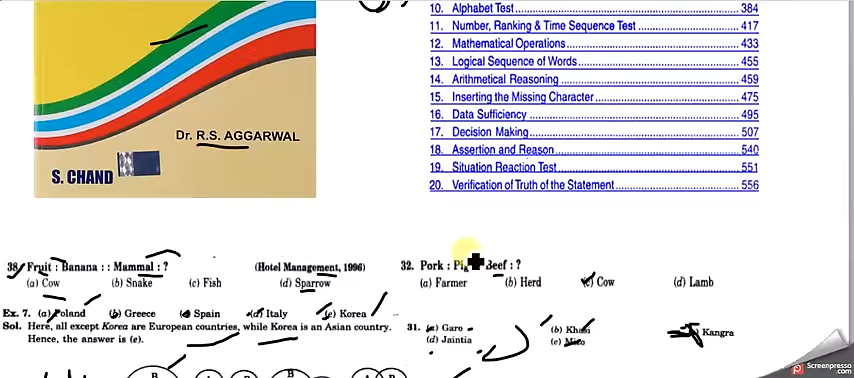 Dr. R.S. AGGARWAL
S. CHAND
10. Alphabet Test 384
11. Number, Ranking & Time Sequence Test 417
12. Mathematical Operations 433
13. Logical Sequence of Words 455
14. Arithmetical Reasoning 459
15. Inserting the Missing Character 475
16. Data Sufficiency 495
17. Decision Making 507
18. Assertion and Reason 540
19. Situation Reaction Test 551
20. Verification of Truth of the Statement 556
38. Fruit : Banana : : Mammal : ? (Hotel Management, 1996)
(a) Cow (b) Snake (c) Fish (d) Sparrow
Ex. 7. (a) Poland (b) Greece (c) Spain (d) Italy (e) Korea
Sol. Here, all except Korea are European countries, while Korea is an Asian country.
Hence, the answer is (e).
32. Pork : Pig Beef : ?
(a) Farmer (b) Herd (c) Cow (d) Lamb
31. (a) Garo (b) Khasi Kangra
(d) Jaintia (e)
B B A B
Screenpresso.com